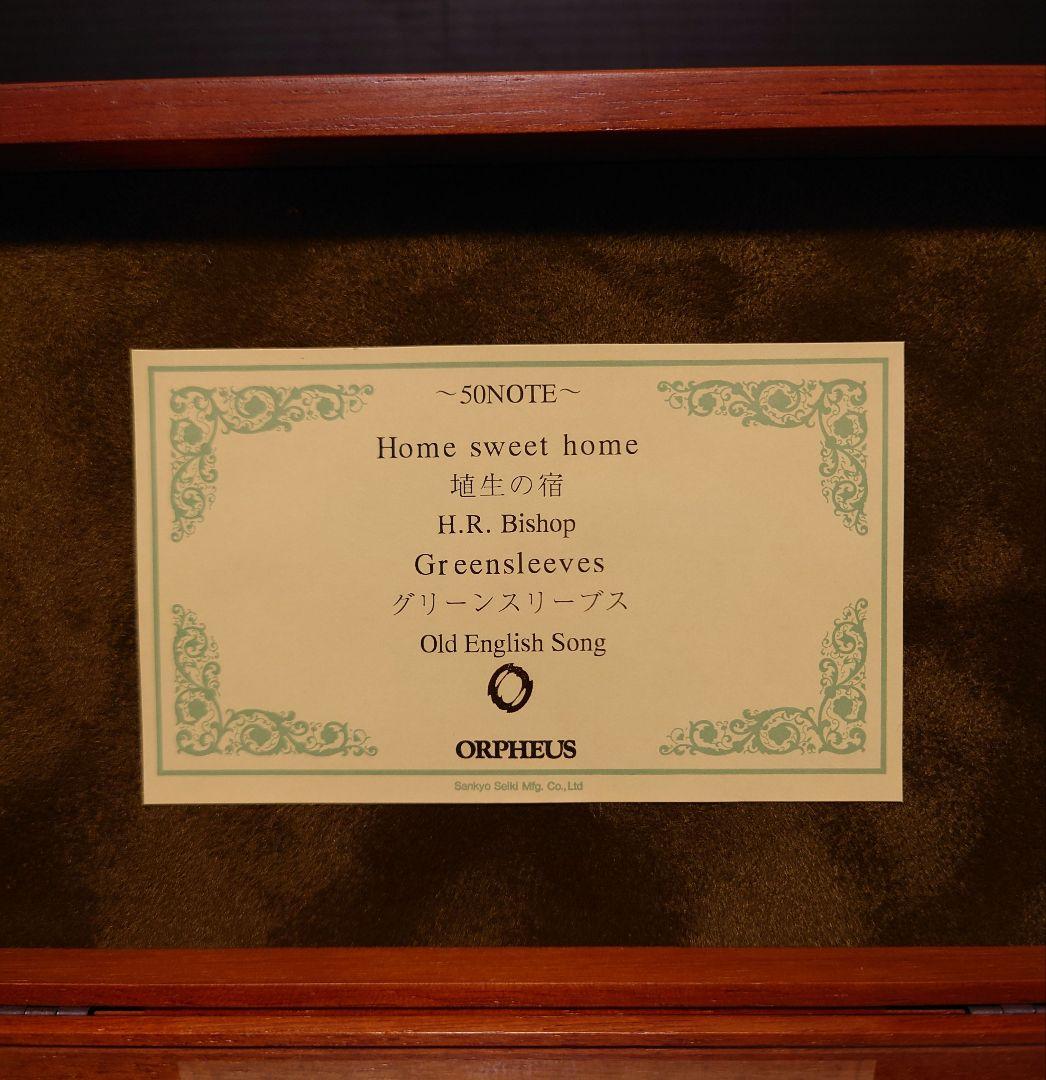 ～50NOTE～
Home sweet home
埴生の宿
H.R. Bishop
Greensleeves
グリーンスリーブス
Old English Song
ORPHEUS
Sankyo Seiki Mfg. Co.,Ltd